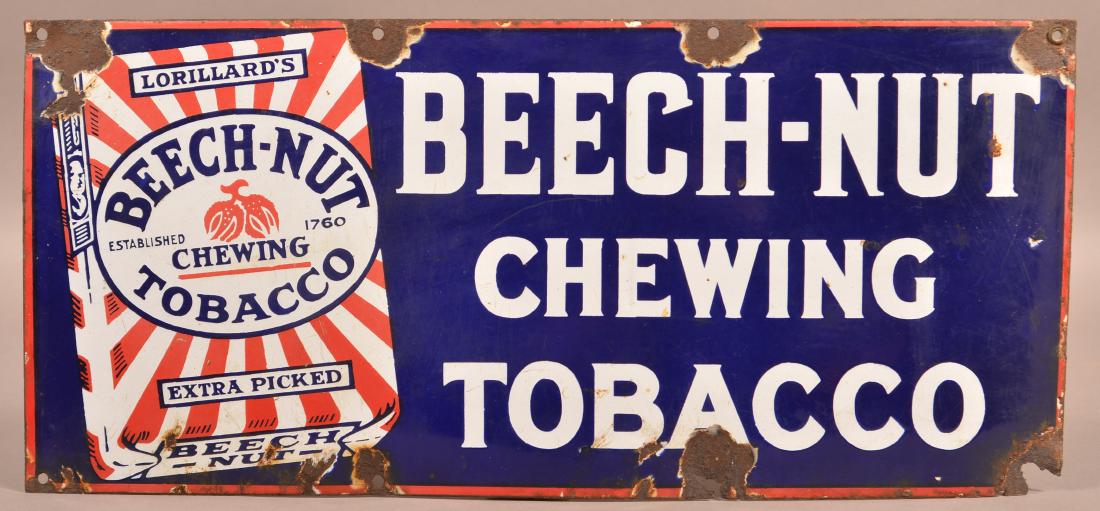 LORILLARD'S
BEECH-NUT
ESTABLISHED 1760
CHEWING
TOBACCO
EXTRA PICKED
BEECH
-NUT-
BEECH-NUT
CHEWING
TOBACCO